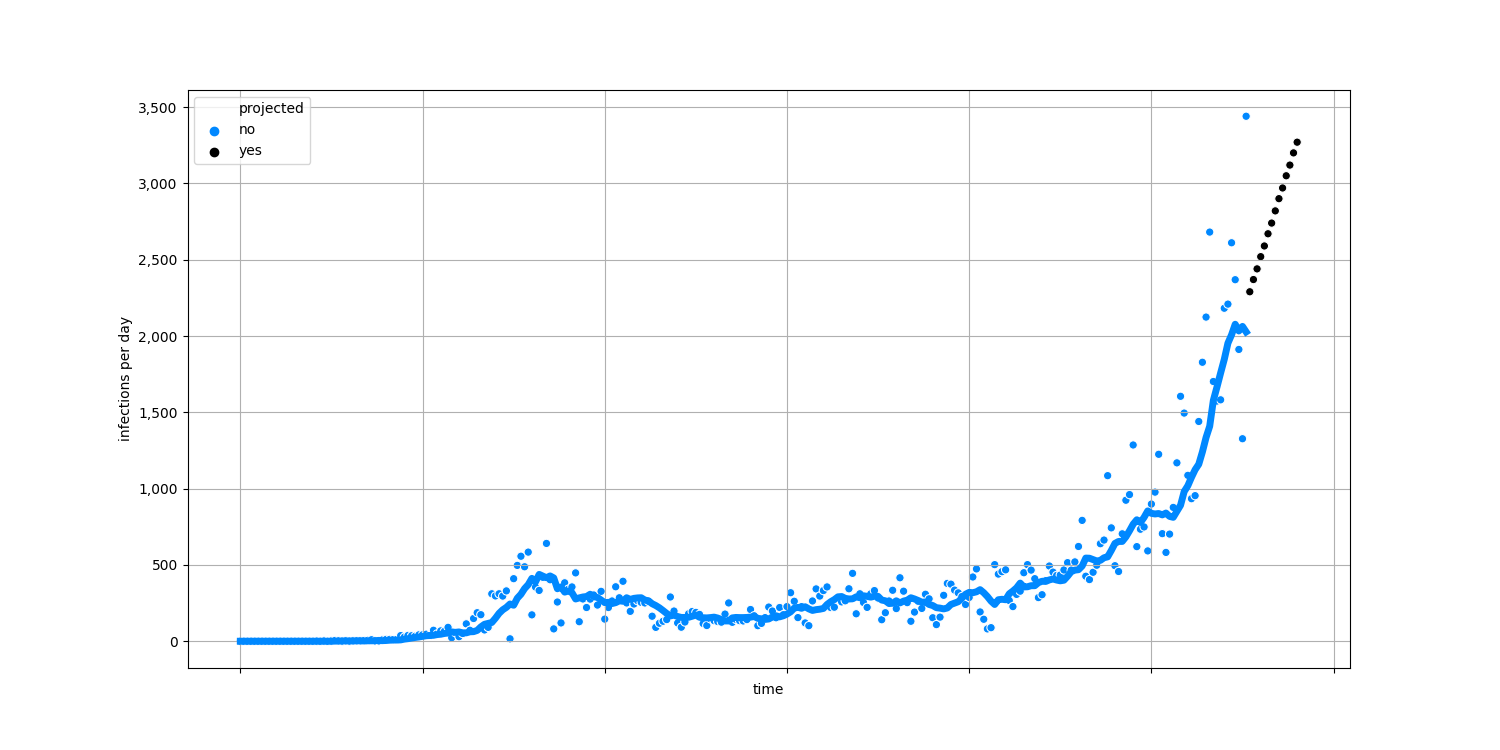 projected
no
yes
3,500
3,000
2,500
2,000
1,500
1,000
500
0
infections per day
time